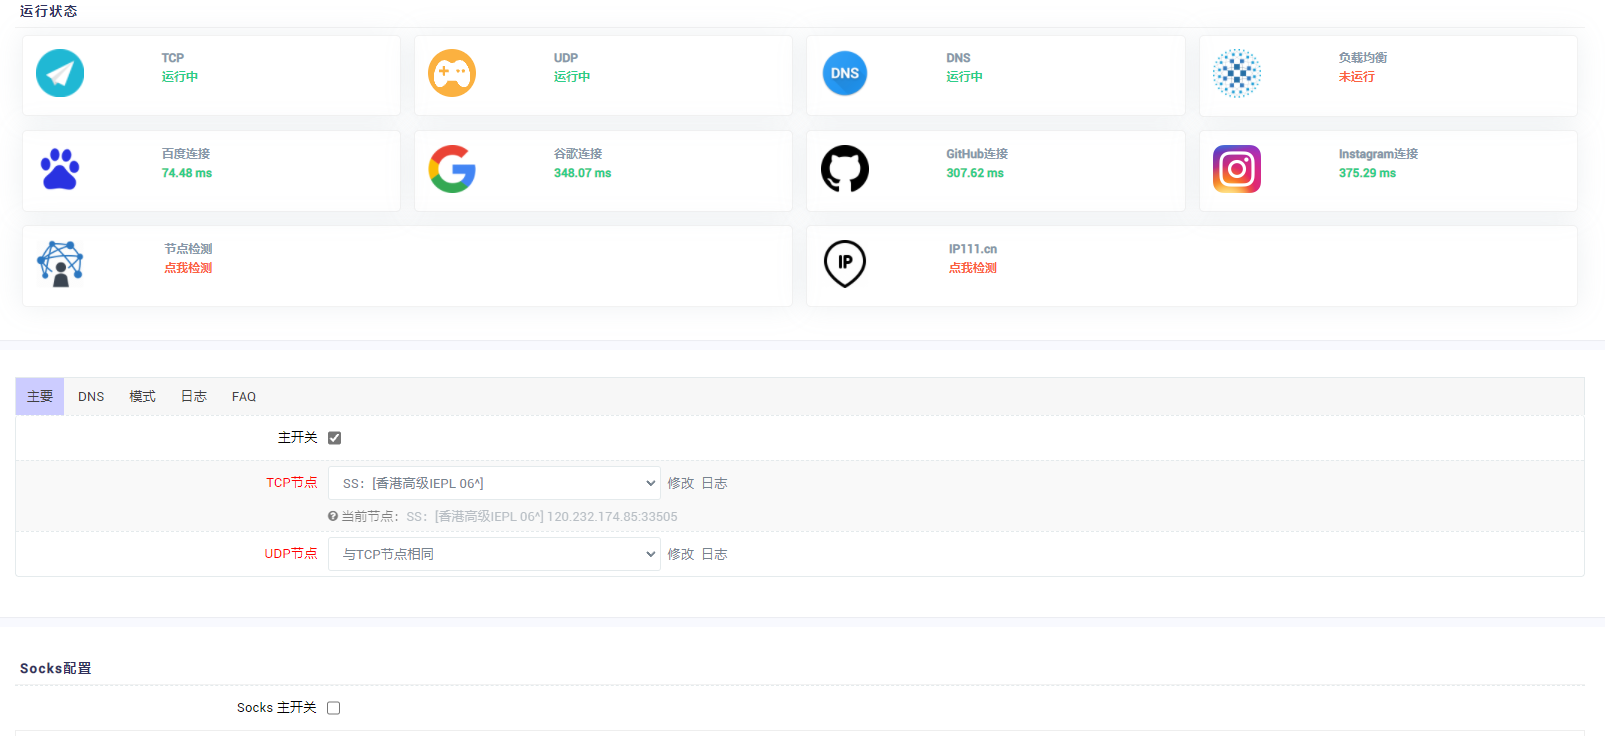 运行状态
TCP
运行中
UDP
运行中
DNS
DNS
运行中
负载均衡
未运行
百度连接
74.48 ms
谷歌连接
348.07 ms
GitHub连接
307.62 ms
Instagram连接
375.29 ms
节点检测
点我检测
IP
IP111.cn
点我检测
主要 DNS 模式 日志 FAQ
主开关
TCP节点 SS：[香港高级IEPL 06^] 修改 日志
当前节点：SS：[香港高级IEPL 06^] 120.232.174.85:33505
UDP节点 与TCP节点相同 修改 日志
Socks配置
Socks 主开关